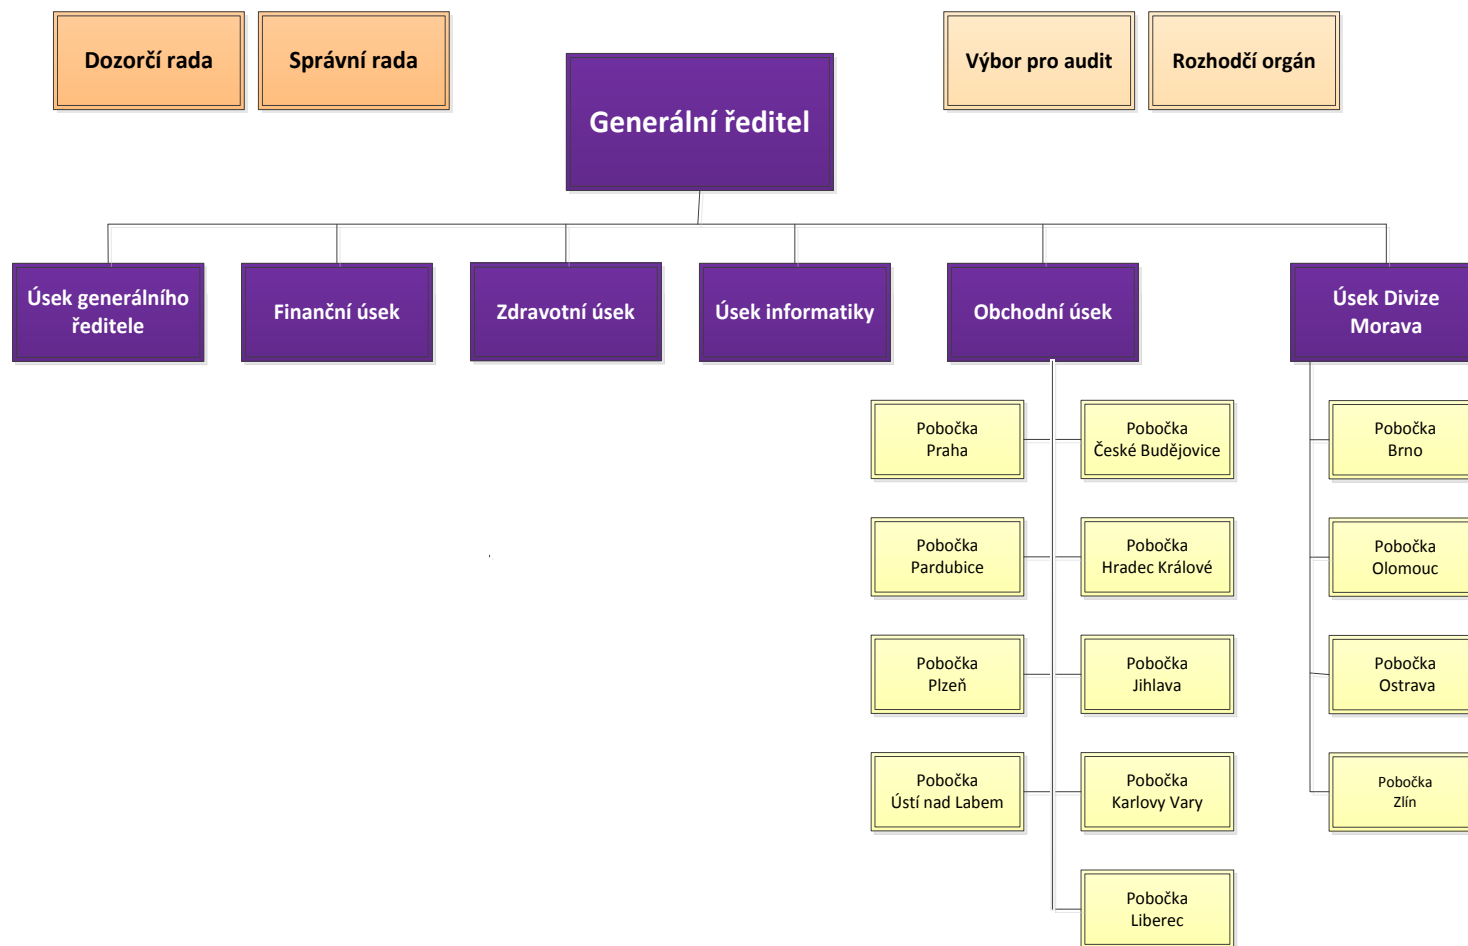 Dozorčí rada
Správní rada
Výbor pro audit
Rozhodčí orgán
Generální ředitel
Úsek generálního
ředitele
Finanční úsek
Zdravotní úsek
Úsek informatiky
Obchodní úsek
Úsek Divize
Morava
Pobočka
Praha
Pobočka
České Budějovice
Pobočka
Brno
Pobočka
Pardubice
Pobočka
Hradec Králové
Pobočka
Olomouc
Pobočka
Plzeň
Pobočka
Jihlava
Pobočka
Ostrava
Pobočka
Ústí nad Labem
Pobočka
Karlovy Vary
Pobočka
Zlín
Pobočka
Liberec